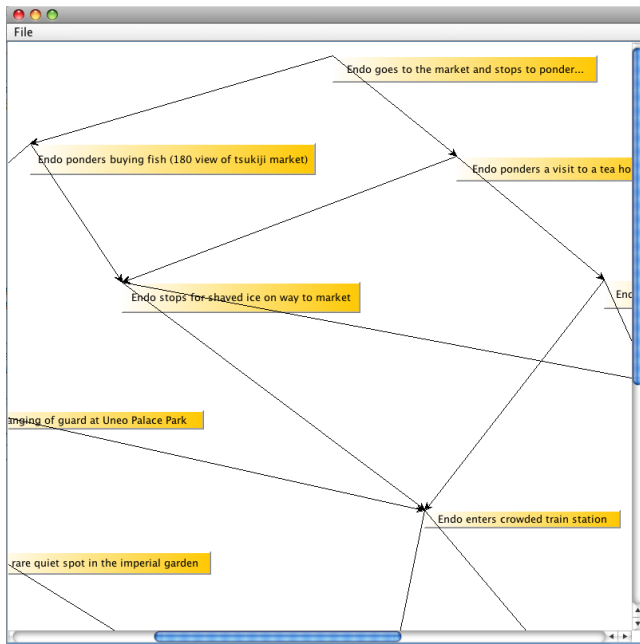 File
Endo goes to the market and stops to ponder...
Endo ponders buying fish (180 view of tsukiji market)
Endo ponders a visit to a tea ho
Endo stops for shaved ice on way to market
En
anging of guard at Uneo Palace Park
Endo enters crowded train station
rare quiet spot in the imperial garden